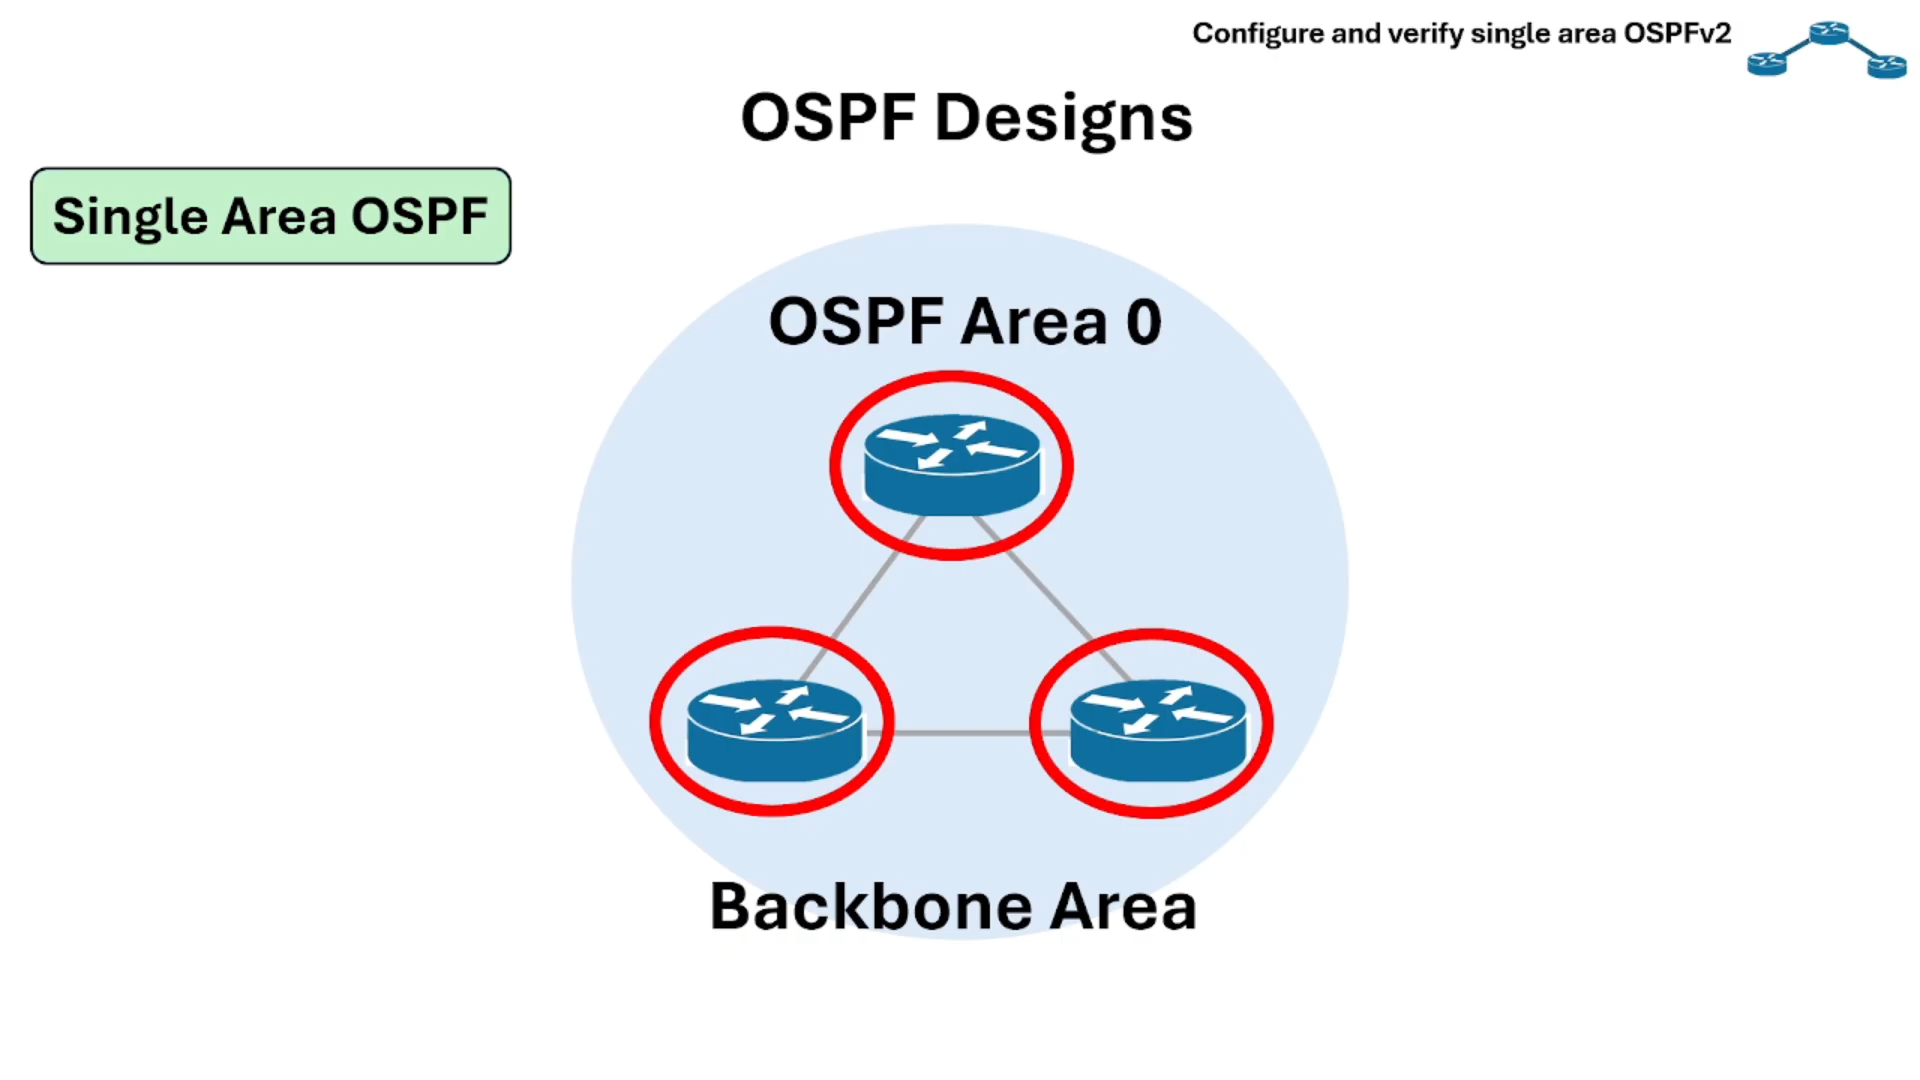 Configure and verify single area OSPFv2
OSPF Designs
Single Area OSPF
OSPF Area 0
Backbone Area